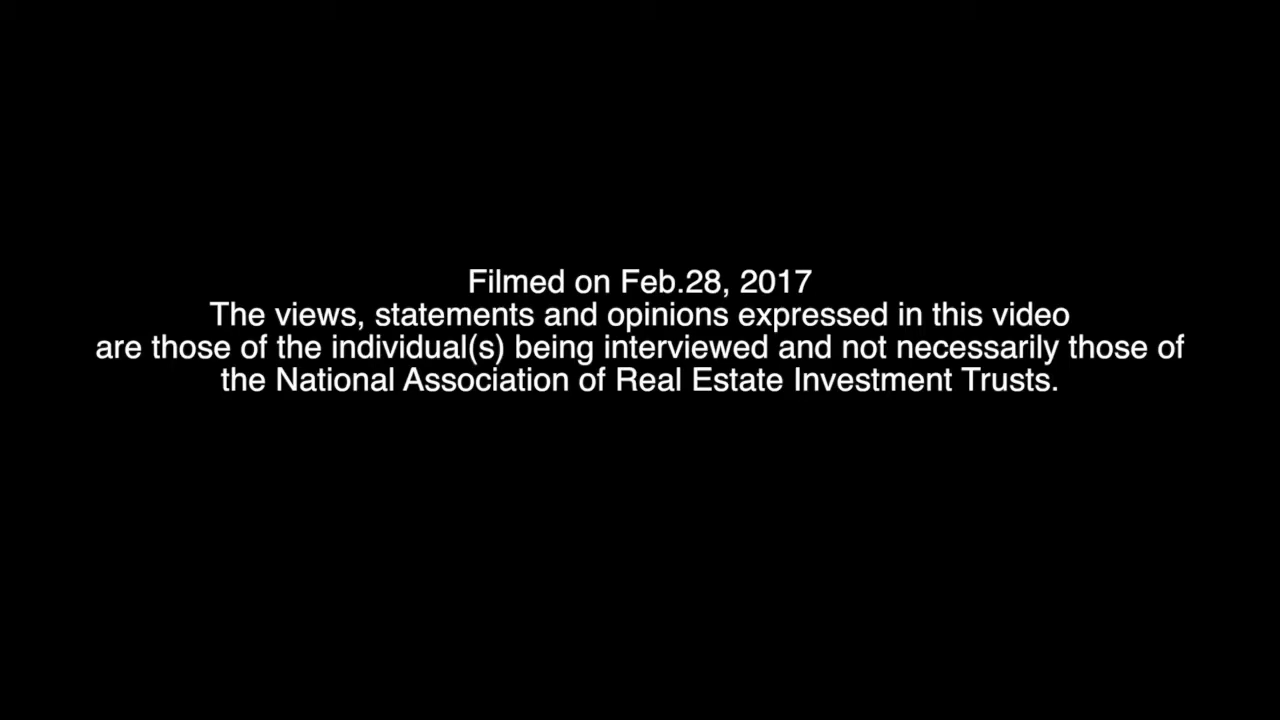 Filmed on Feb.28, 2017
The views, statements and opinions expressed in this video
are those of the individual(s) being interviewed and not necessarily those of
the National Association of Real Estate Investment Trusts.